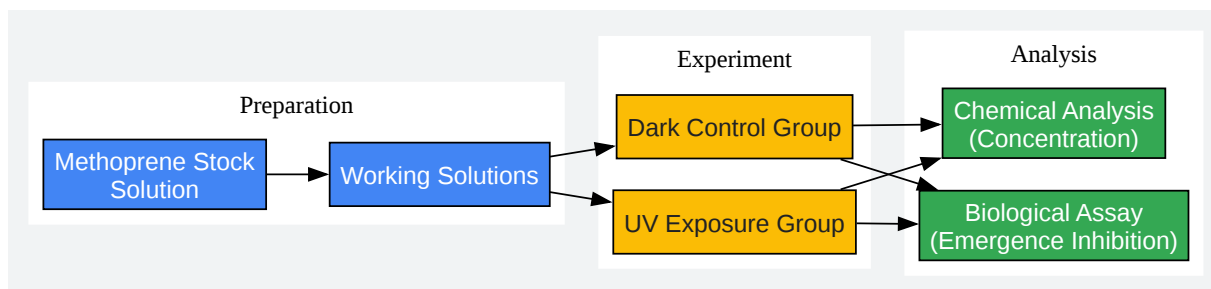 Preparation
Methoprene Stock
Solution
Working Solutions
Experiment
Dark Control Group
UV Exposure Group
Analysis
Chemical Analysis
(Concentration)
Biological Assay
(Emergence Inhibition)